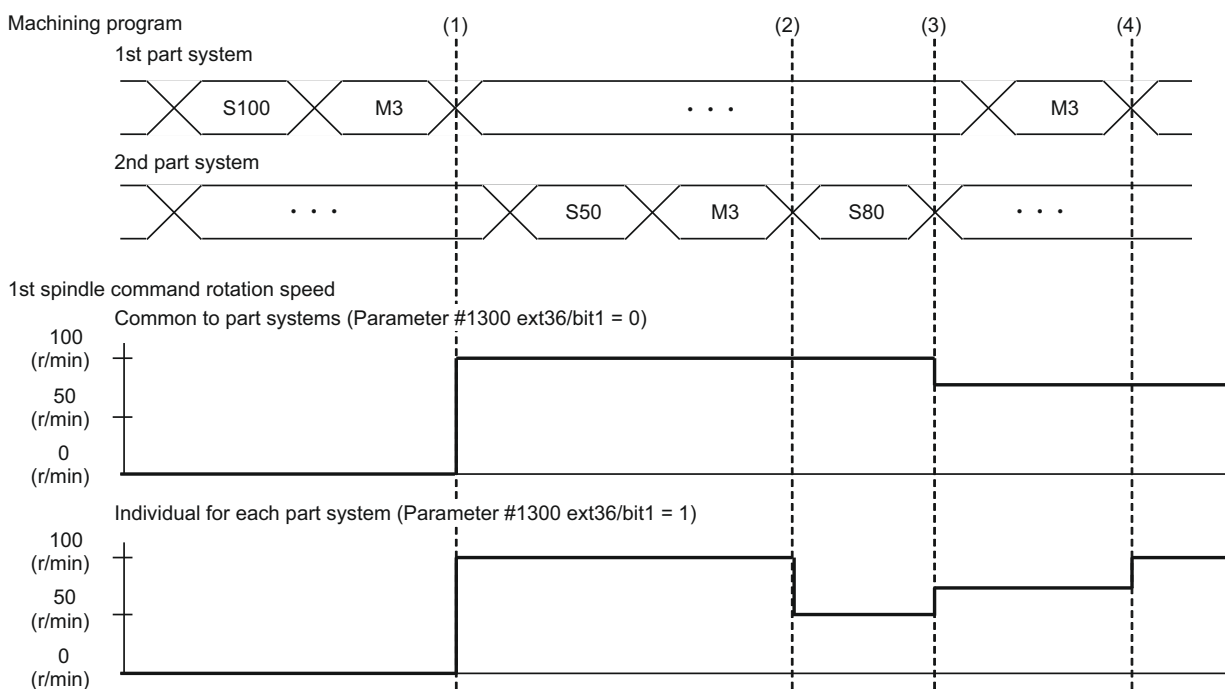 Machining program (1) (2) (3) (4)
1st part system
S100 M3 · · · M3
2nd part system
· · · S50 M3 S80 · · ·
1st spindle command rotation speed
Common to part systems (Parameter #1300 ext36/bit1 = 0)
100
(r/min)
50
(r/min)
0
(r/min)
Individual for each part system (Parameter #1300 ext36/bit1 = 1)
100
(r/min)
50
(r/min)
0
(r/min)